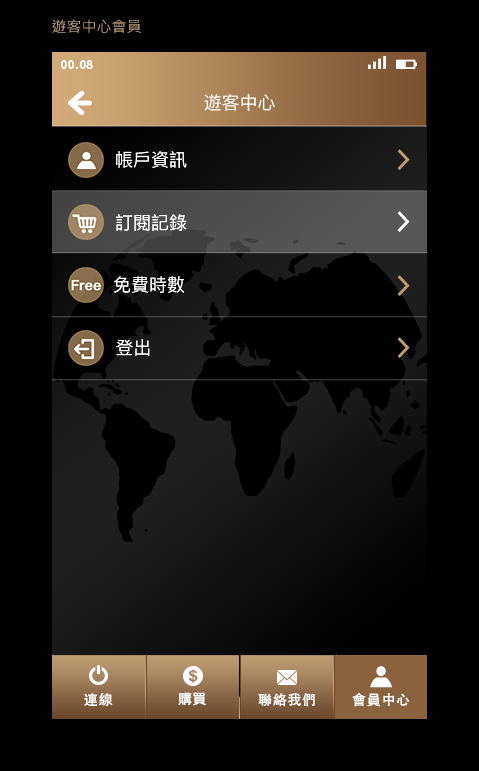 遊客中心會員
00.08
遊客中心
帳戶資訊
訂閱記錄
Free 免費時數
登出
連線 購買 聯絡我們 會員中心